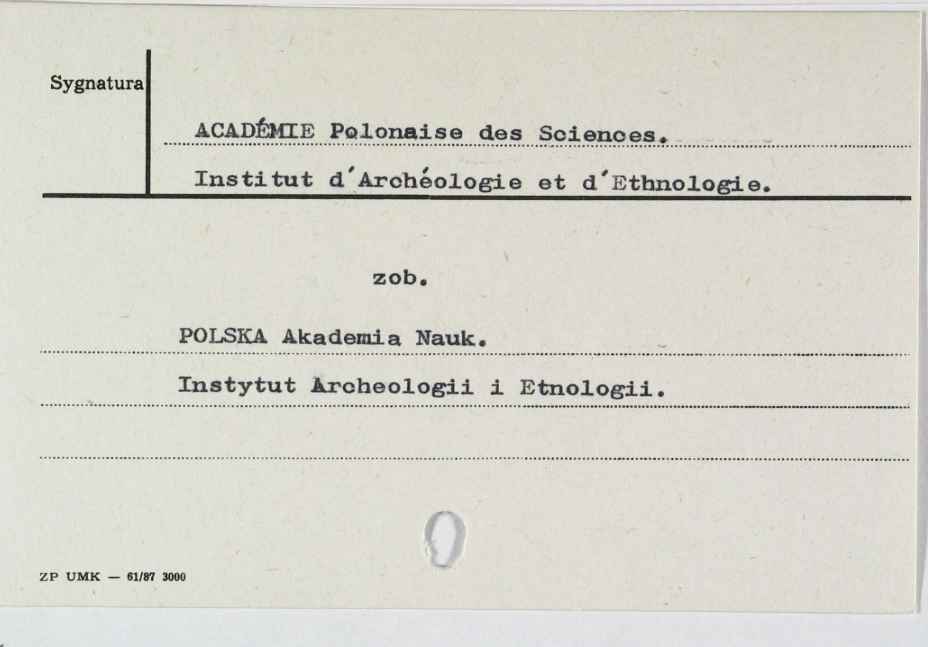 Sygnatura
ACADÉMIE Polonaise des Sciences.
Institut d'Archéologie et d'Ethnologie.
zob.
POLSKA Akademia Nauk.
Instytut Archeologii i Etnologii.
ZP UMK — 61/87 3000